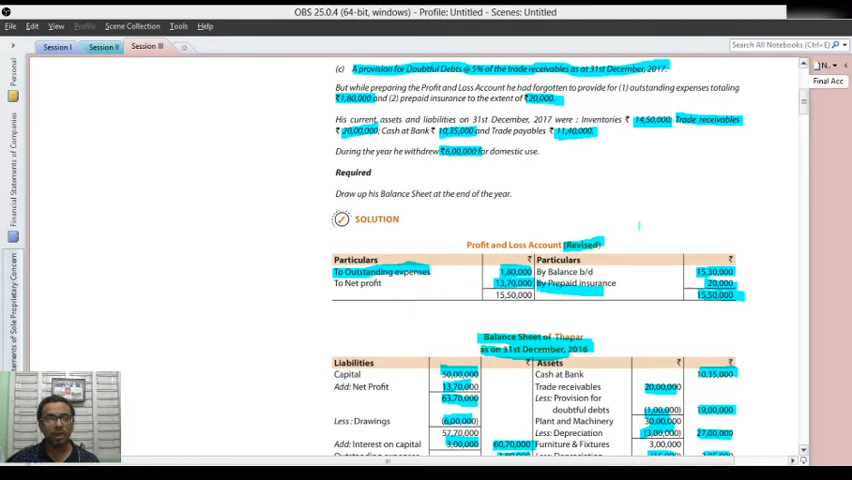 OBS 25.0.4 (64-bit, windows) - Profile: Untitled - Scenes: Untitled
File Edit View Profile Scene Collection Tools Help
Session I Session II Session III
Search All Notebooks (Ctrl+E)
Personal
Financial Statements of Companies
Statements of Sole Proprietary Concern
N..
Final Acc
(c) A provision for Doubtful Debts @ 5% of the trade receivables as at 31st December, 2017.
But while preparing the Profit and Loss Account he had forgotten to provide for (1) outstanding expenses totaling
₹1,80,000 and (2) prepaid insurance to the extent of ₹20,000.
His current assets and liabilities on 31st December, 2017 were : Inventories ₹ 14,50,000; Trade receivables
₹ 20,00,000; Cash at Bank ₹ 10,35,000 and Trade payables ₹ 11,40,000.
During the year he withdrew ₹6,00,000 for domestic use.
Required
Draw up his Balance Sheet at the end of the year.
SOLUTION
Profit and Loss Account (Revised)
Particulars ₹ Particulars ₹
To Outstanding expenses 1,80,000 By Balance b/d 15,30,000
To Net profit 13,70,000 By Prepaid insurance 20,000
15,50,000 15,50,000
Balance Sheet of Thapar
as on 31st December, 2016
Liabilities ₹ Assets ₹ ₹
Capital 50,00,000 Cash at Bank 10,35,000
Add: Net Profit 13,70,000 Trade receivables 20,00,000
63,70,000 Less: Provision for
doubtful debts (1,00,000) 19,00,000
Less : Drawings (6,00,000) Plant and Machinery 30,00,000
57,70,000 Less: Depreciation (3,00,000) 27,00,000
Add: Interest on capital 3,00,000 60,70,000 Furniture & Fixtures 3,00,000